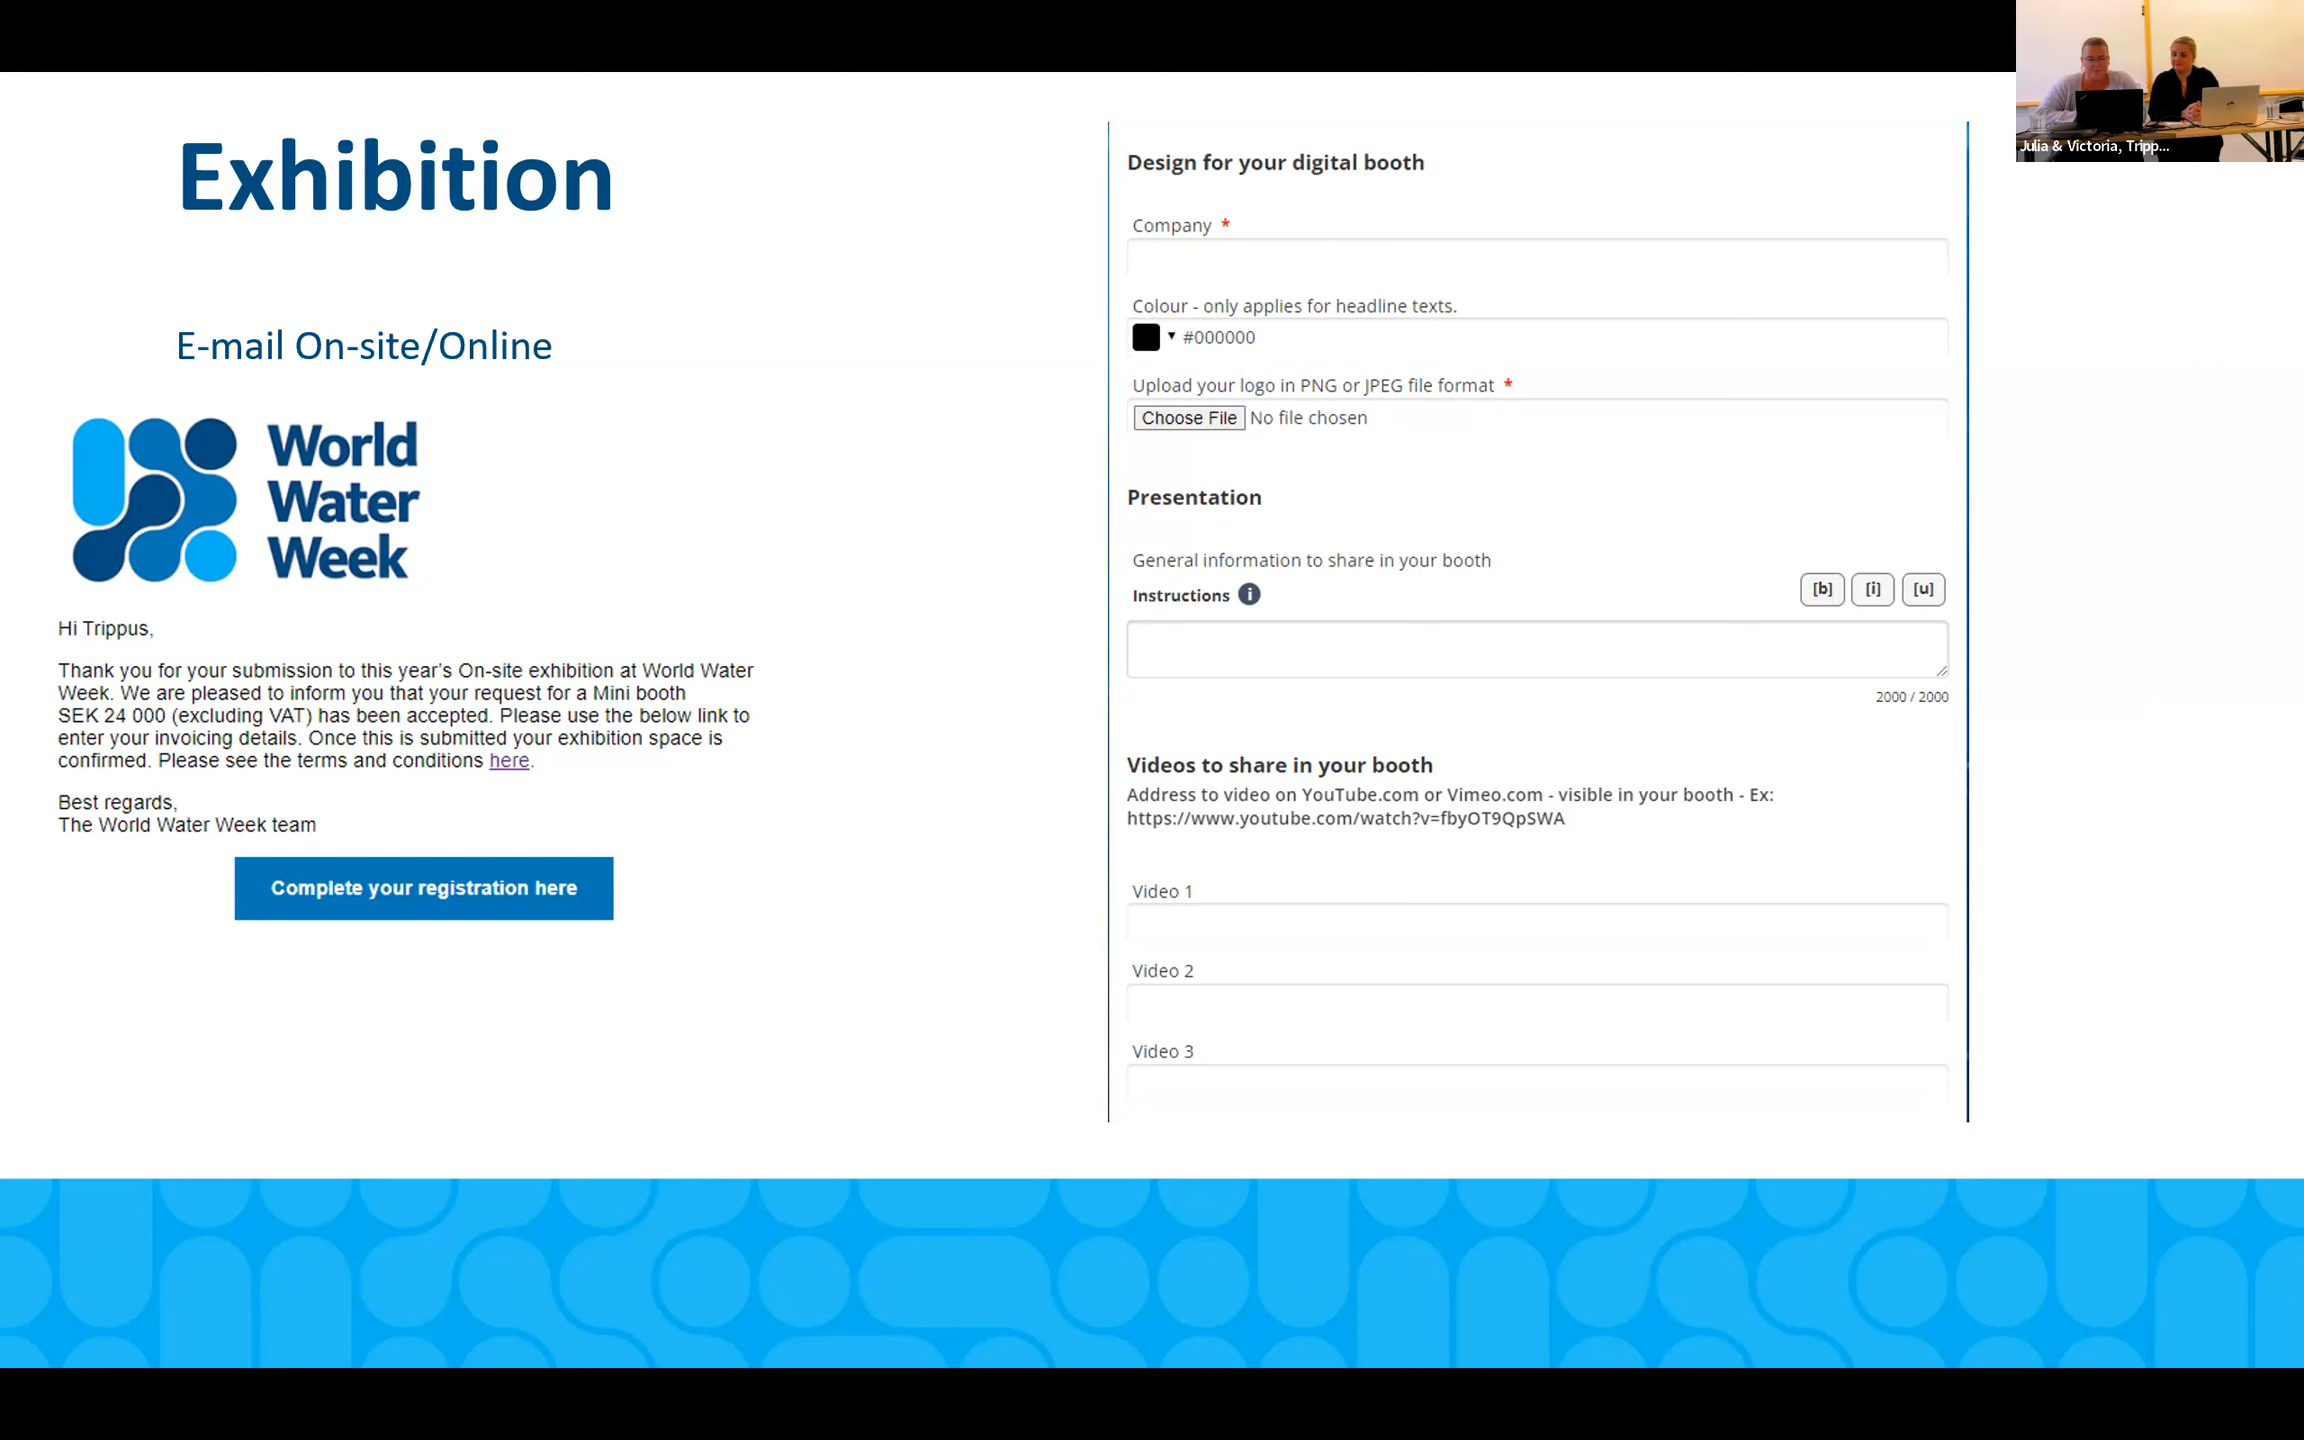 Exhibition
E-mail On-site/Online
World
Water
Week
Hi Trippus,
Thank you for your submission to this year's On-site exhibition at World Water
Week. We are pleased to inform you that your request for a Mini booth
SEK 24 000 (excluding VAT) has been accepted. Please use the below link to
enter your invoicing details. Once this is submitted your exhibition space is
confirmed. Please see the terms and conditions here.
Best regards,
The World Water Week team
Complete your registration here
Design for your digital booth
Company *
Colour - only applies for headline texts.
#000000
Upload your logo in PNG or JPEG file format *
Choose File No file chosen
Presentation
General information to share in your booth
Instructions i
[b] [i] [u]
2000 / 2000
Videos to share in your booth
Address to video on YouTube.com or Vimeo.com - visible in your booth - Ex:
https://www.youtube.com/watch?v=fbyOT9QpSWA
Video 1
Video 2
Video 3
Julia & Victoria, Tripp...